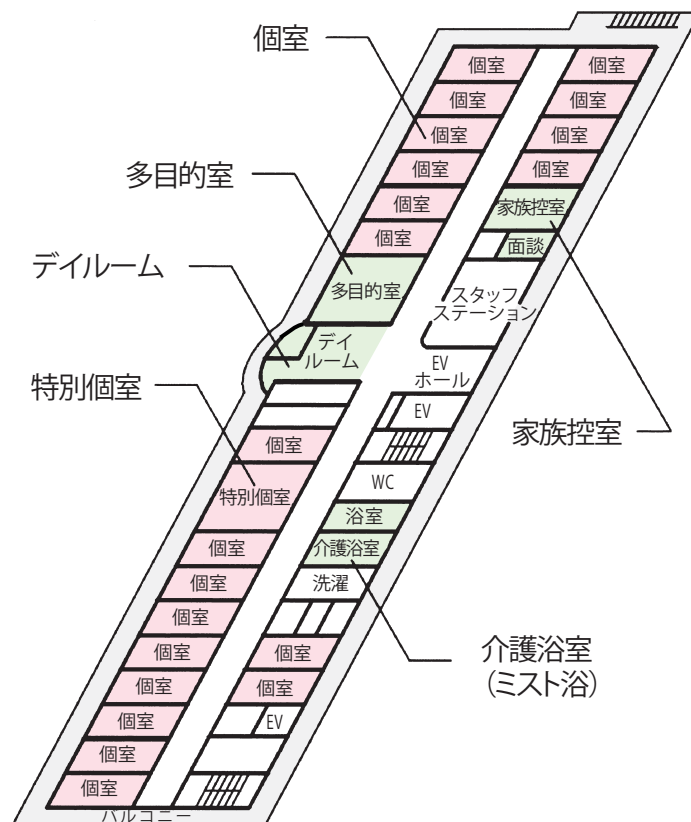 個室
多目的室
デイルーム
特別個室
家族控室
介護浴室
(ミスト浴)
個室
個室
個室
個室
個室
個室
多目的室
デイ
ルーム
個室
特別個室
個室
個室
個室
個室
個室
個室
個室
個室
バルコニー
個室
個室
個室
個室
家族控室
面談
スタッフ
ステーション
EV
ホール
EV
WC
浴室
介護浴室
洗濯
個室
個室
EV